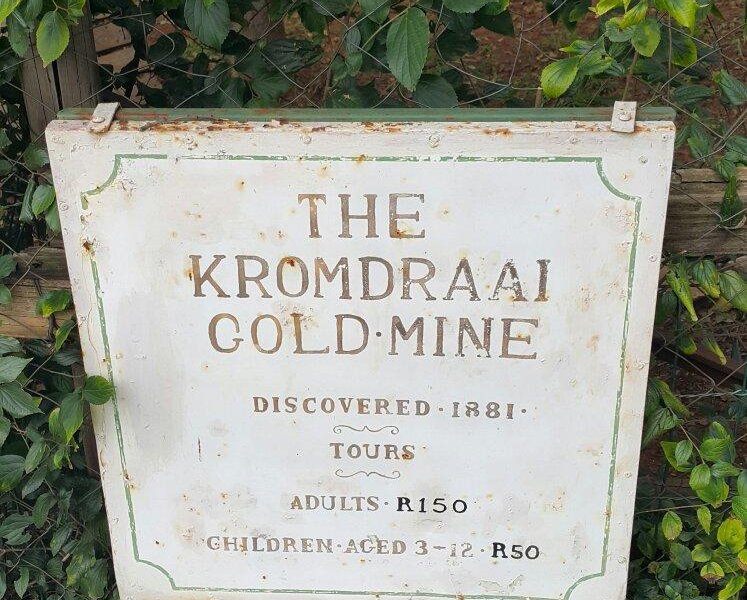 THE
KROMDRAAI
GOLD·MINE
DISCOVERED·1881·
TOURS
ADULTS·R150
CHILDREN·AGED 3-12·R50